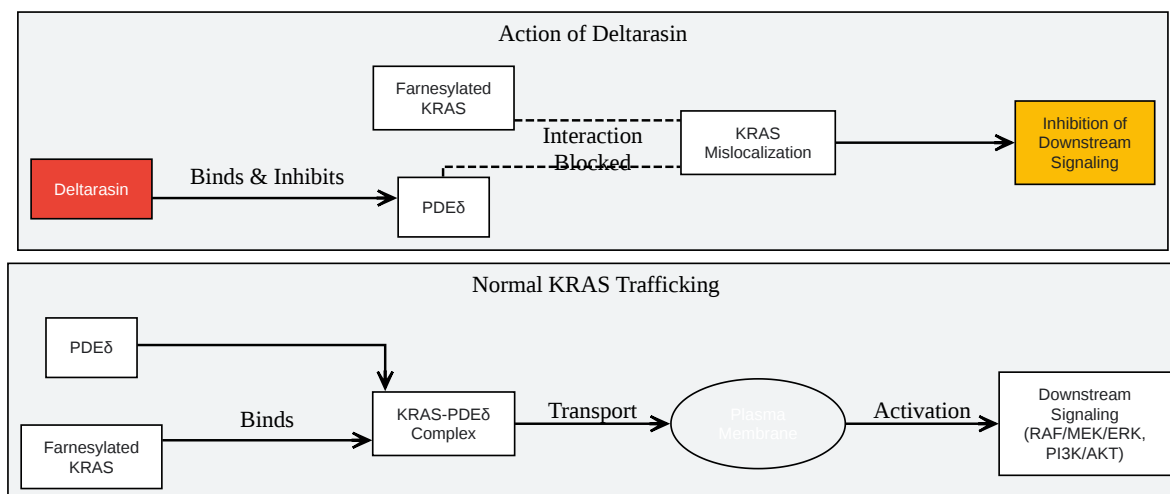 Action of Deltarasin
Farnesylated
KRAS
Interaction
Blocked
KRAS
Mislocalization
Inhibition of
Downstream
Signaling
Deltarasin
Binds & Inhibits
PDEδ
Normal KRAS Trafficking
PDEδ
Farnesylated
KRAS
Binds
KRAS-PDEδ
Complex
Transport
Plasma
Membrane
Activation
Downstream
Signaling
(RAF/MEK/ERK,
PI3K/AKT)